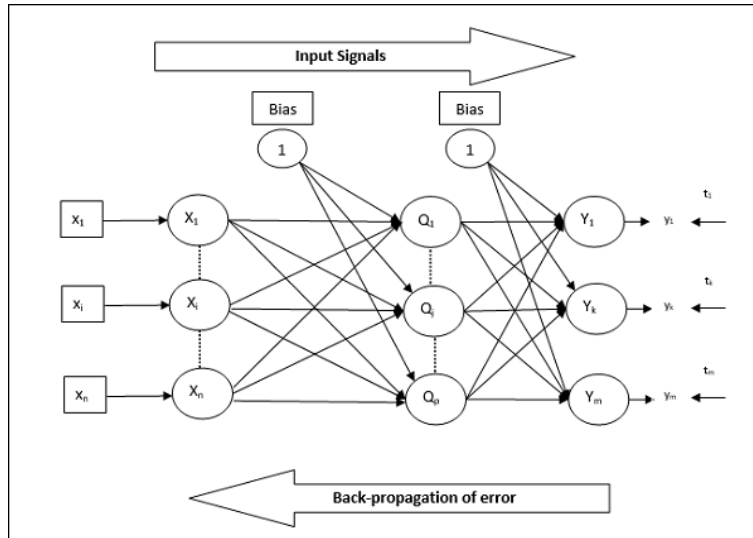 Input Signals
Bias Bias
1 1
x₁ X₁ Q₁ Y₁ y₁ t₁
xᵢ Xᵢ Qⱼ Yₖ yₖ tₖ
xₙ Xₙ Qₚ Yₘ yₘ tₘ
Back-propagation of error